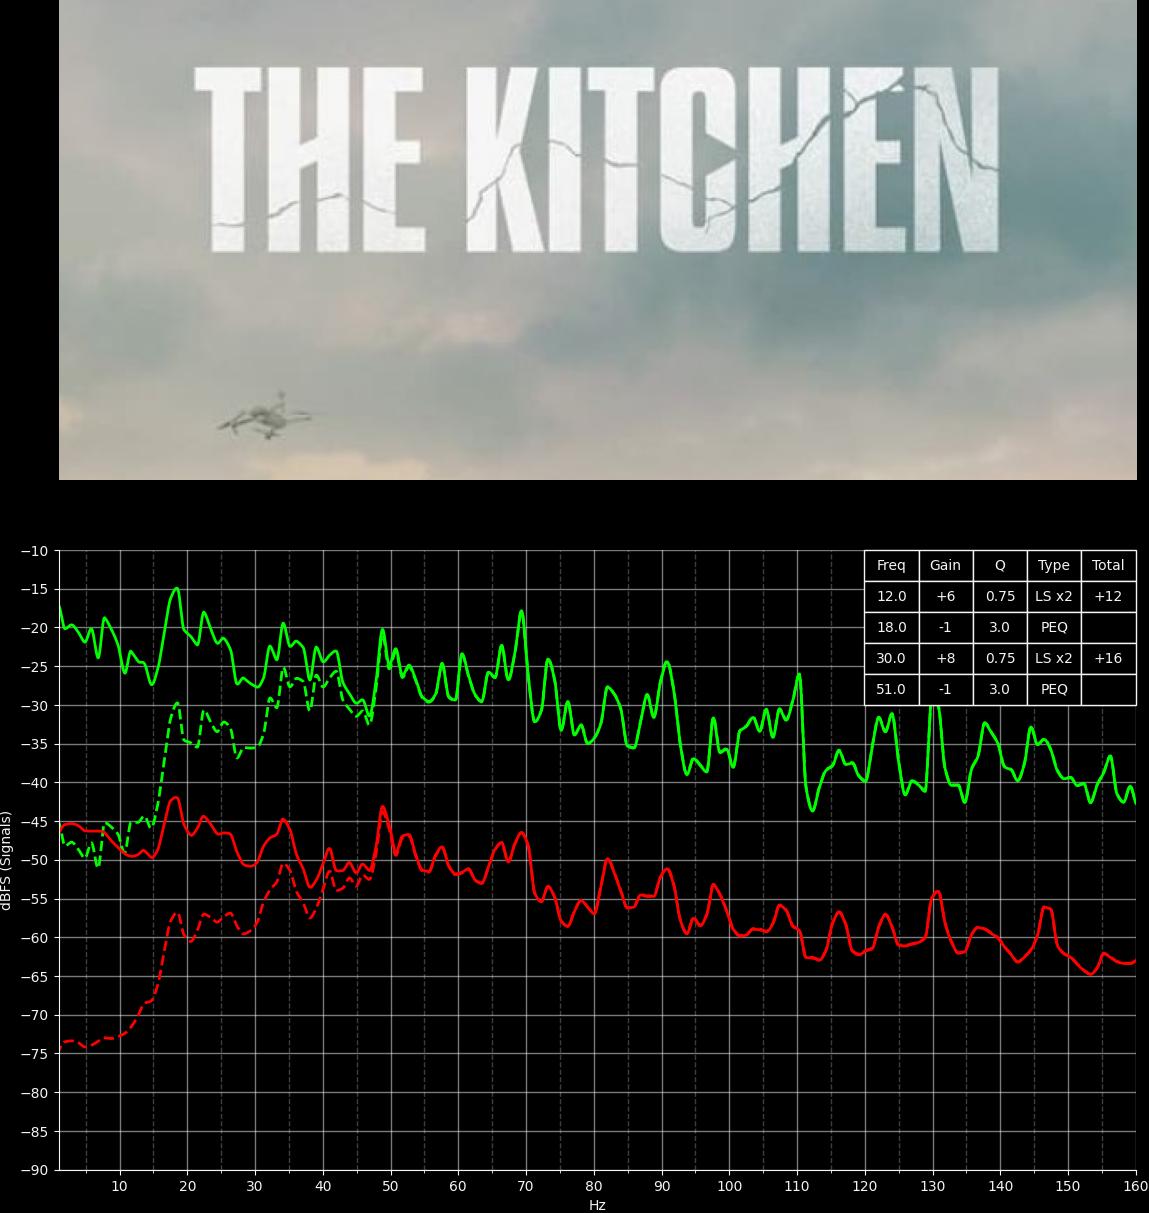 THE KITCHEN
−10
−15
−20
−25
−30
−35
−40
−45
−50
−55
−60
−65
−70
−75
−80
−85
−90
dBFS (Signals)
Freq Gain Q Type Total
12.0 +6 0.75 LS x2 +12
18.0 -1 3.0 PEQ
30.0 +8 0.75 LS x2 +16
51.0 -1 3.0 PEQ
10 20 30 40 50 60 70 80 90 100 110 120 130 140 150 160
Hz